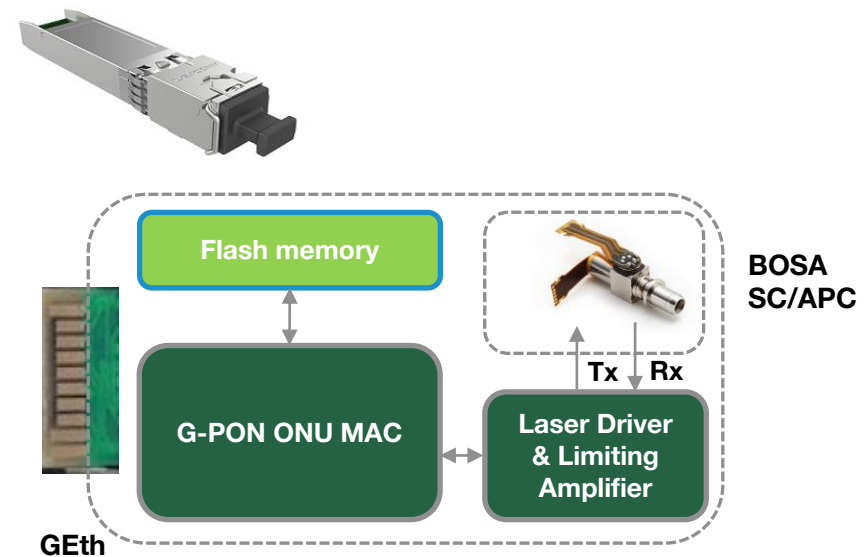 Flash memory
BOSA
SC/APC
Tx
Rx
G-PON ONU MAC
Laser Driver
& Limiting
Amplifier
GEth